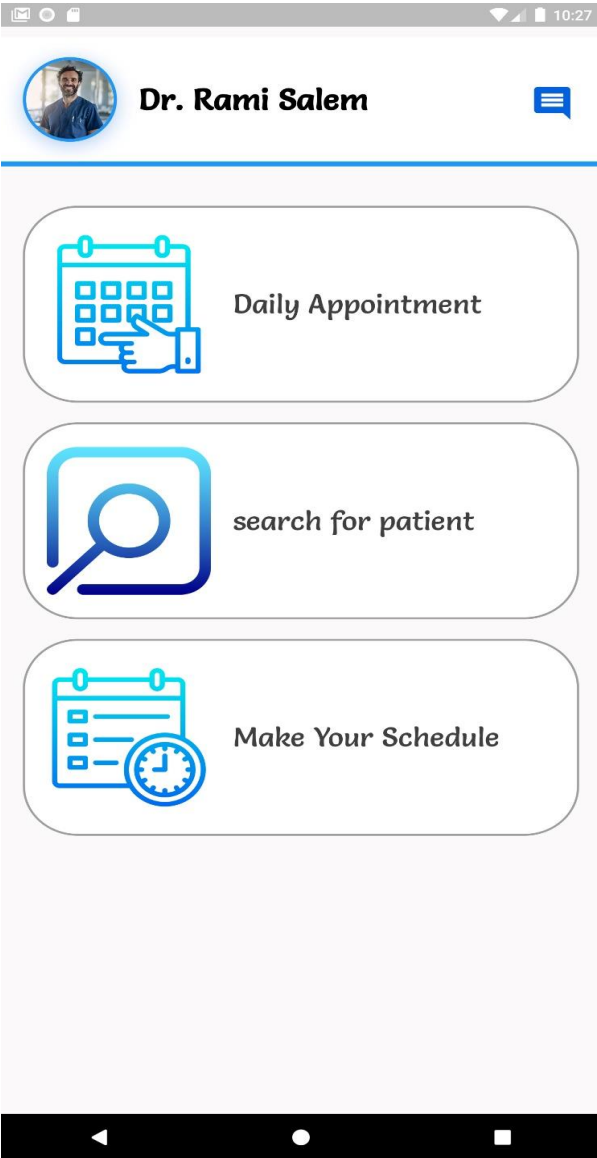 10:27
Dr. Rami Salem
Daily Appointment
search for patient
Make Your Schedule